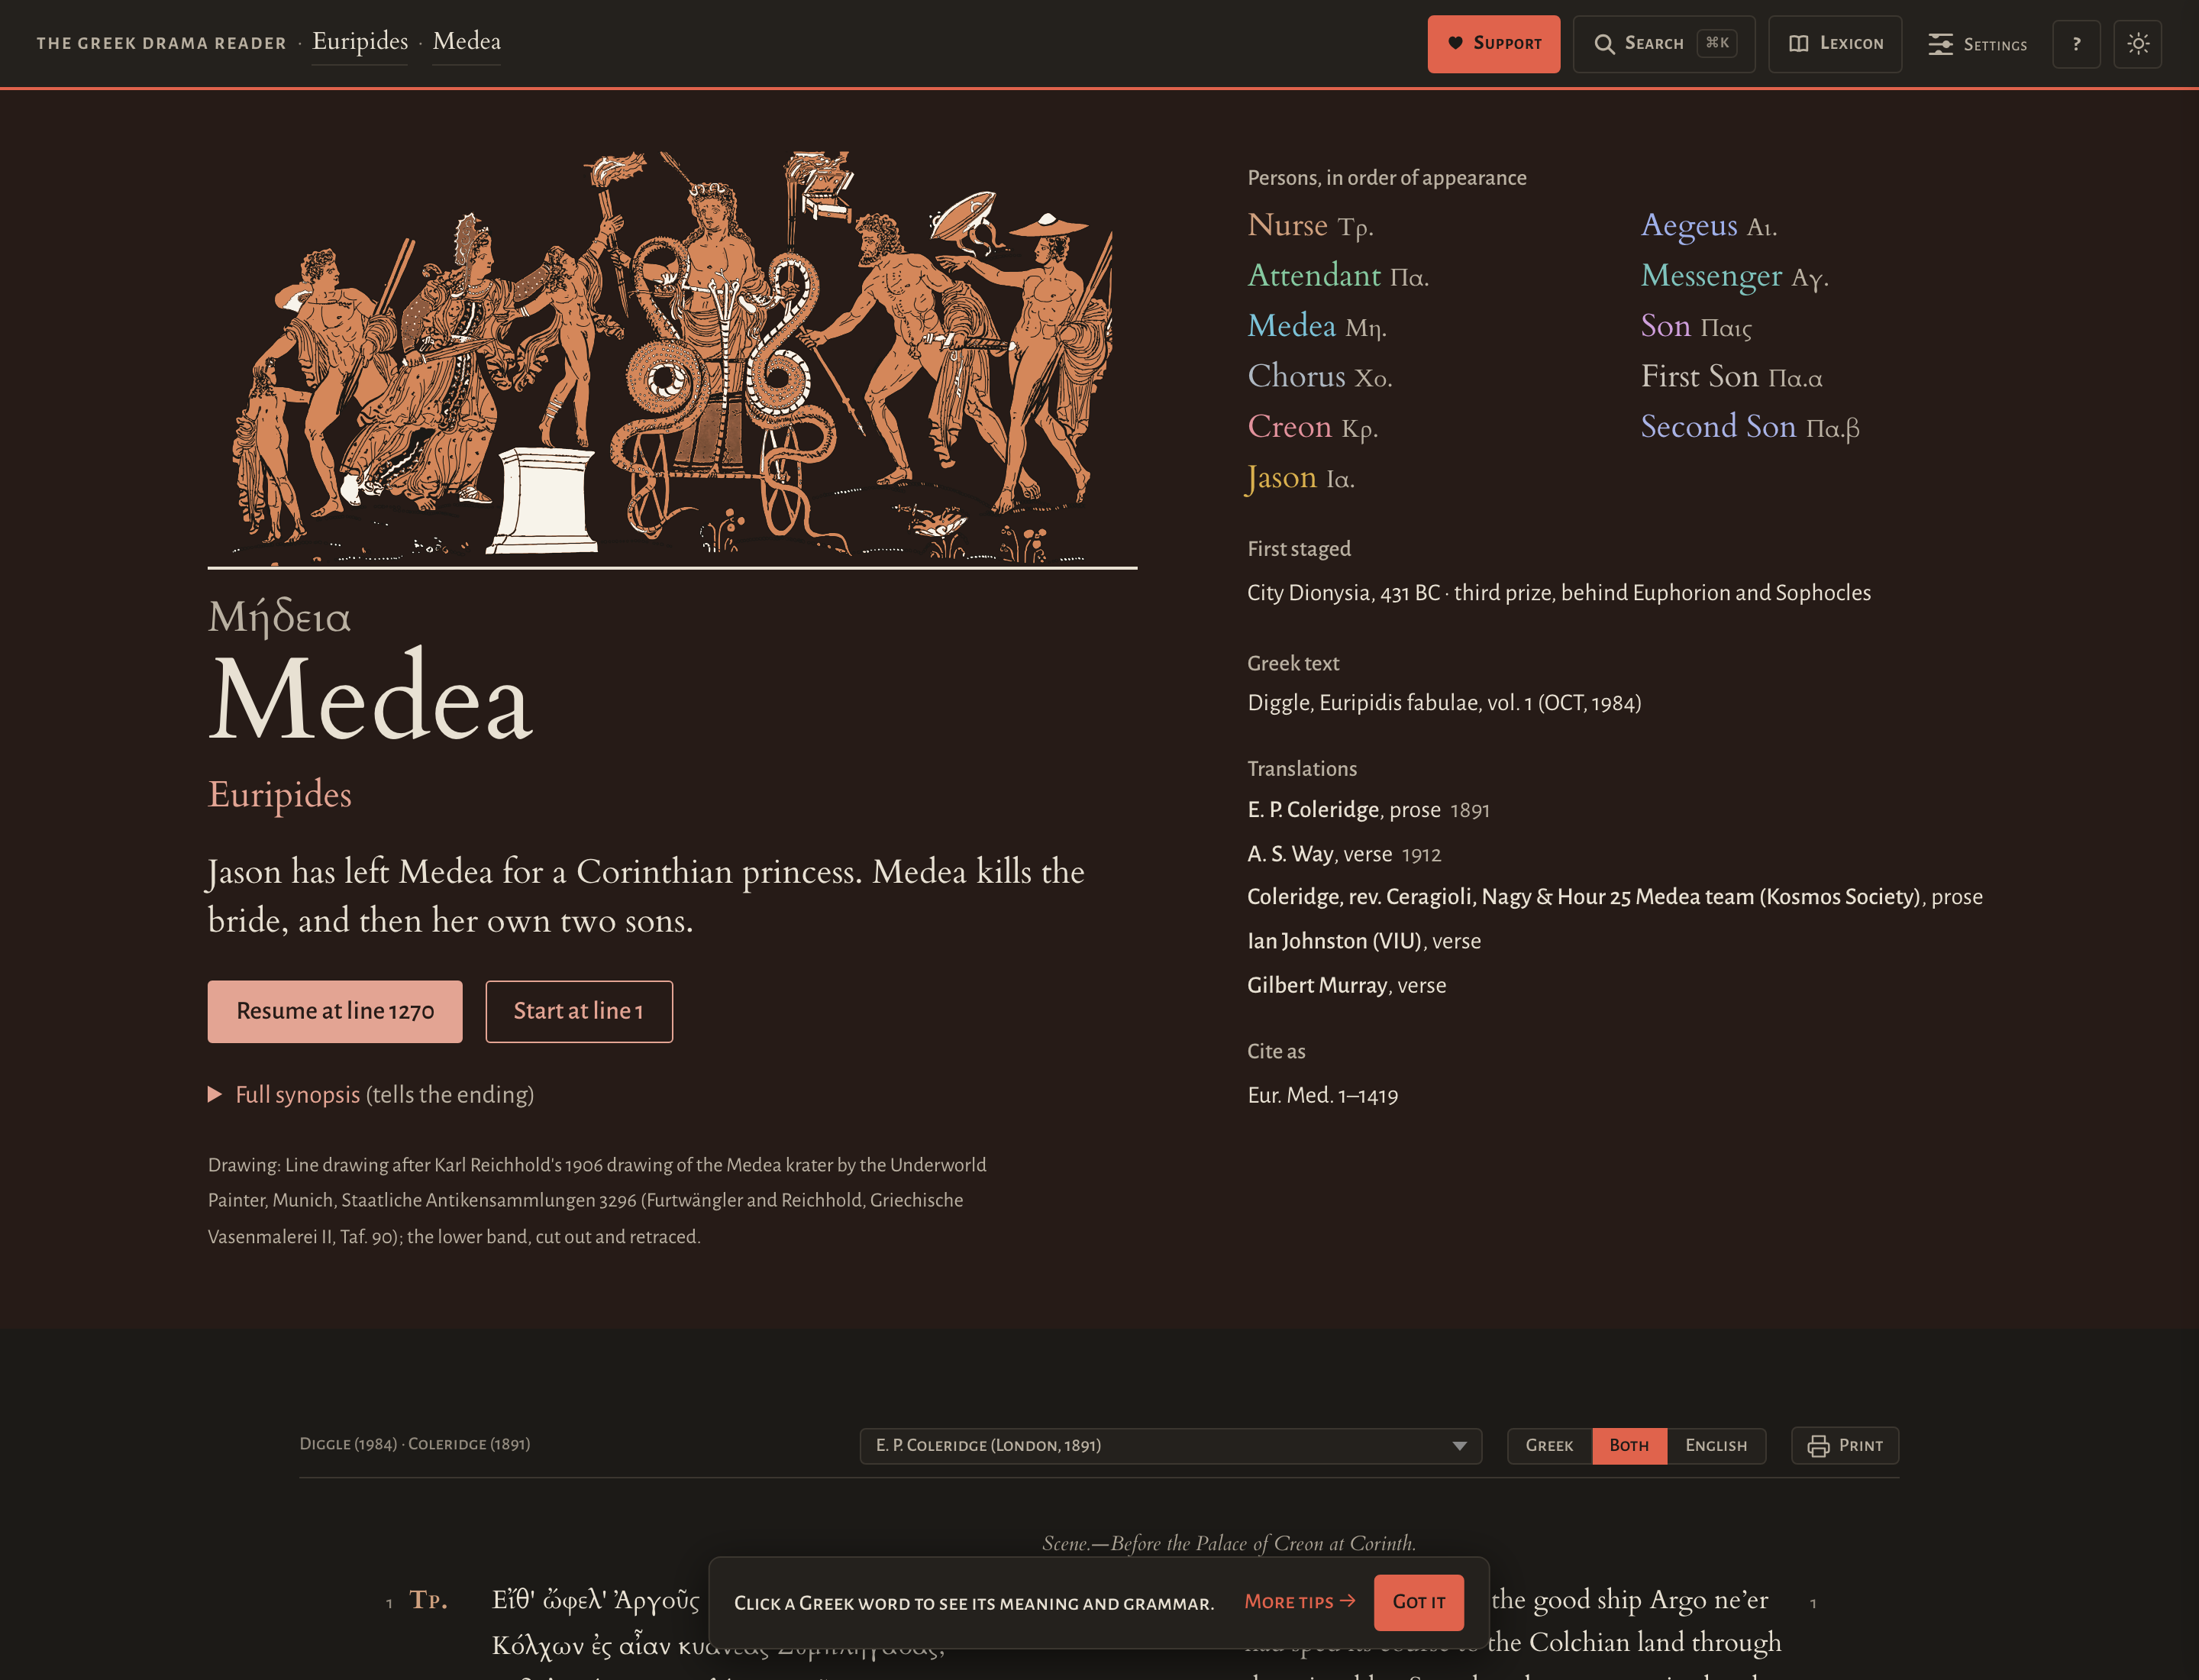 THE GREEK DRAMA READER · Euripides · Medea
Support
Search ⌘K
Lexicon
Settings
?
Μήδεια
Medea
Euripides
Jason has left Medea for a Corinthian princess. Medea kills the
bride, and then her own two sons.
Resume at line 1270
Start at line 1
Full synopsis (tells the ending)
Drawing: Line drawing after Karl Reichhold's 1906 drawing of the Medea krater by the Underworld
Painter, Munich, Staatliche Antikensammlungen 3296 (Furtwängler and Reichhold, Griechische
Vasenmalerei II, Taf. 90); the lower band, cut out and retraced.
Persons, in order of appearance
Nurse Τρ.
Attendant Πα.
Medea Μη.
Chorus Χο.
Creon Κρ.
Jason Ια.
Aegeus Αι.
Messenger Αγ.
Son Παις
First Son Πα.α
Second Son Πα.β
First staged
City Dionysia, 431 BC · third prize, behind Euphorion and Sophocles
Greek text
Diggle, Euripidis fabulae, vol. 1 (OCT, 1984)
Translations
E. P. Coleridge, prose 1891
A. S. Way, verse 1912
Coleridge, rev. Ceragioli, Nagy & Hour 25 Medea team (Kosmos Society), prose
Ian Johnston (VIU), verse
Gilbert Murray, verse
Cite as
Eur. Med. 1–1419
Diggle (1984) · Coleridge (1891)
E. P. Coleridge (London, 1891)
Greek
Both
English
Print
Scene.—Before the Palace of Creon at Corinth.
1 Τρ. Εἴθ' ὤφελ' Ἀργοῦς
Κόλχων ἐς αἶαν
the good ship Argo ne’er 1
the Colchian land through
Click a Greek word to see its meaning and grammar.
More tips →
Got it